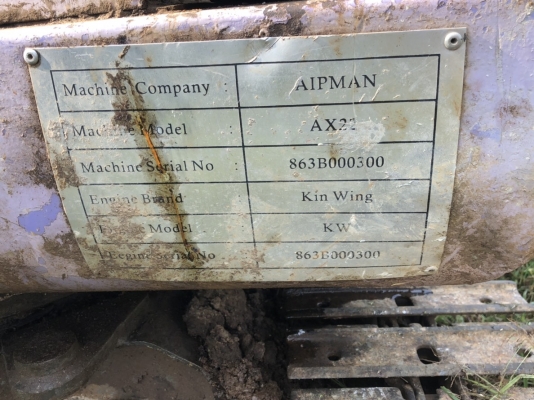 Machine Company : AIPMAN
Machine Model :
Machine Serial No : 863B000300
Engine Brand : Kin Wing
Engine Model : KW
Eegine Serial No 863B000300